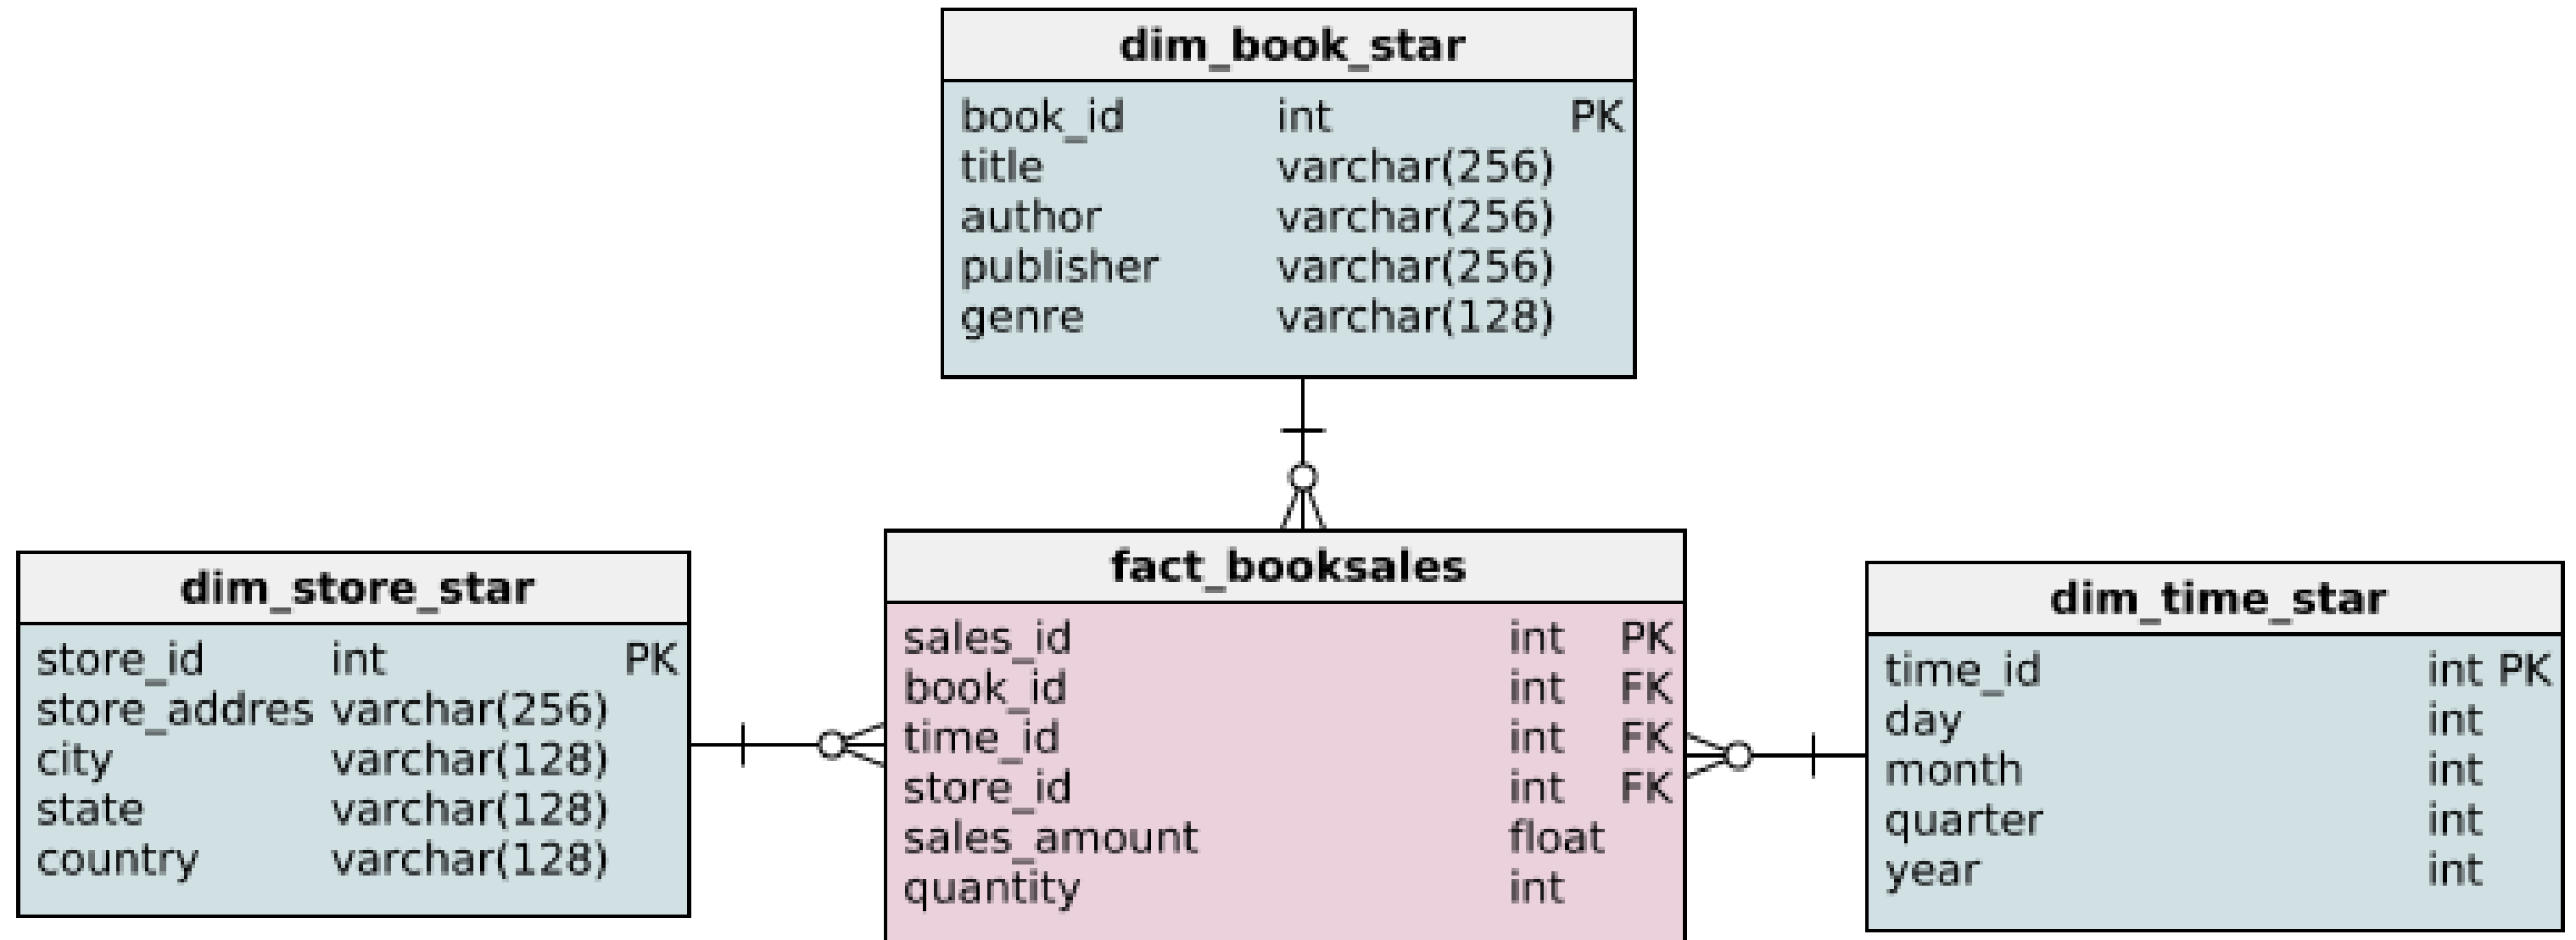 dim_book_star
book_id int PK
title varchar(256)
author varchar(256)
publisher varchar(256)
genre varchar(128)
dim_store_star
store_id int PK
store_addres varchar(256)
city varchar(128)
state varchar(128)
country varchar(128)
fact_booksales
sales_id int PK
book_id int FK
time_id int FK
store_id int FK
sales_amount float
quantity int
dim_time_star
time_id int PK
day int
month int
quarter int
year int